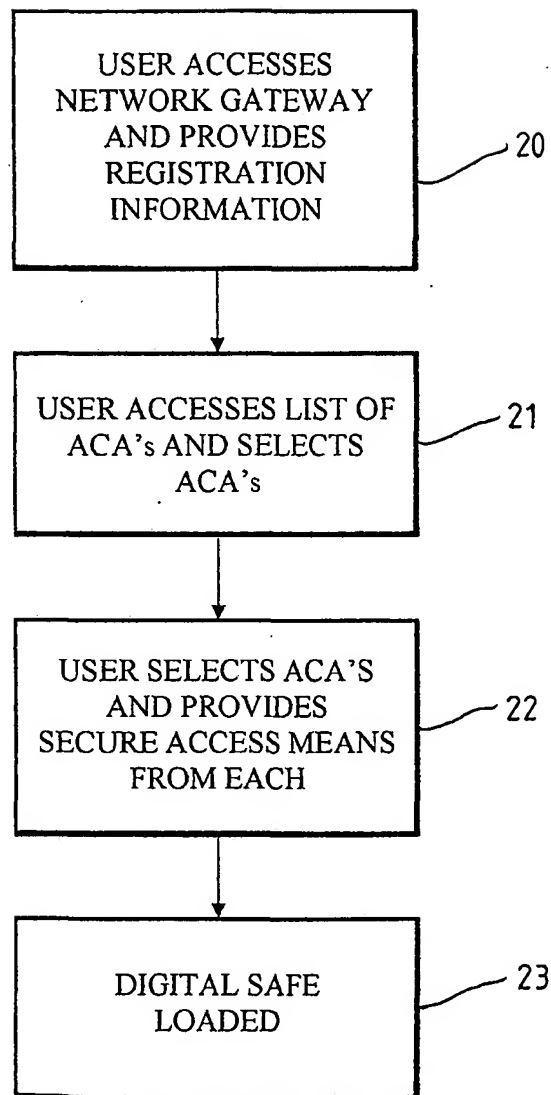 USER ACCESSES
NETWORK GATEWAY
AND PROVIDES
REGISTRATION
INFORMATION
20
USER ACCESSES LIST OF
ACA's AND SELECTS
ACA's
21
USER SELECTS ACA'S
AND PROVIDES
SECURE ACCESS MEANS
FROM EACH
22
DIGITAL SAFE
LOADED
23